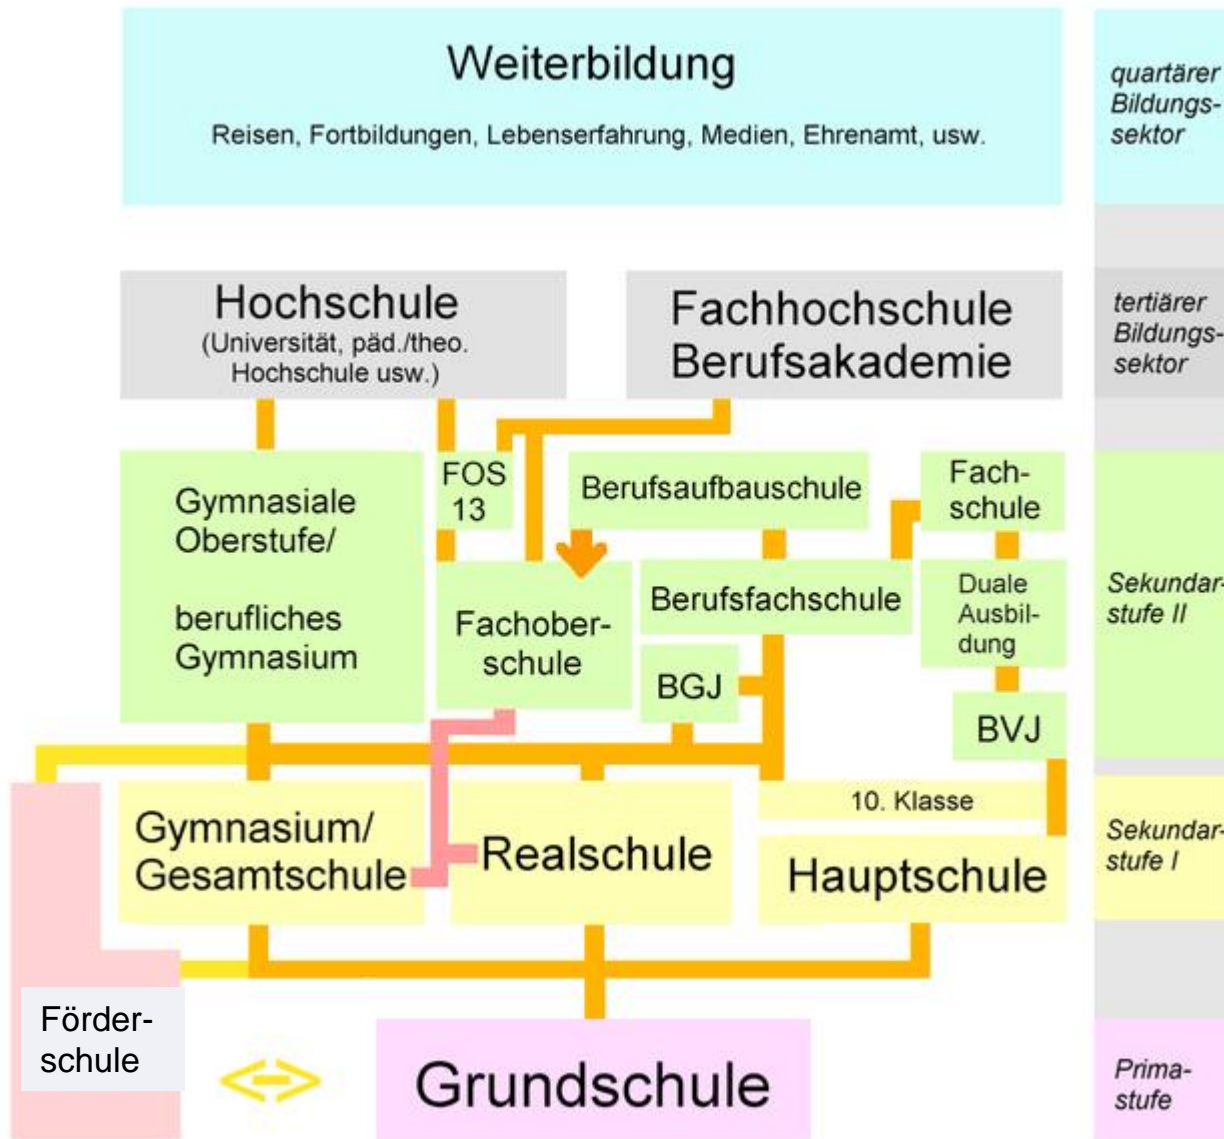 Weiterbildung
Reisen, Fortbildungen, Lebenserfahrung, Medien, Ehrenamt, usw.
quartärer
Bildungs-
sektor
Hochschule
(Universität, päd./theo.
Hochschule usw.)
Fachhochschule
Berufsakademie
tertiärer
Bildungs-
sektor
Gymnasiale
Oberstufe/
berufliches
Gymnasium
FOS
13
Berufsaufbauschule
Fach-
schule
Fachober-
schule
Berufsfachschule
Duale
Ausbil-
dung
BGJ
BVJ
Sekundar-
stufe II
Gymnasium/
Gesamtschule
Realschule
10. Klasse
Hauptschule
Sekundar-
stufe I
Förder-
schule
<->
Grundschule
Prima-
stufe